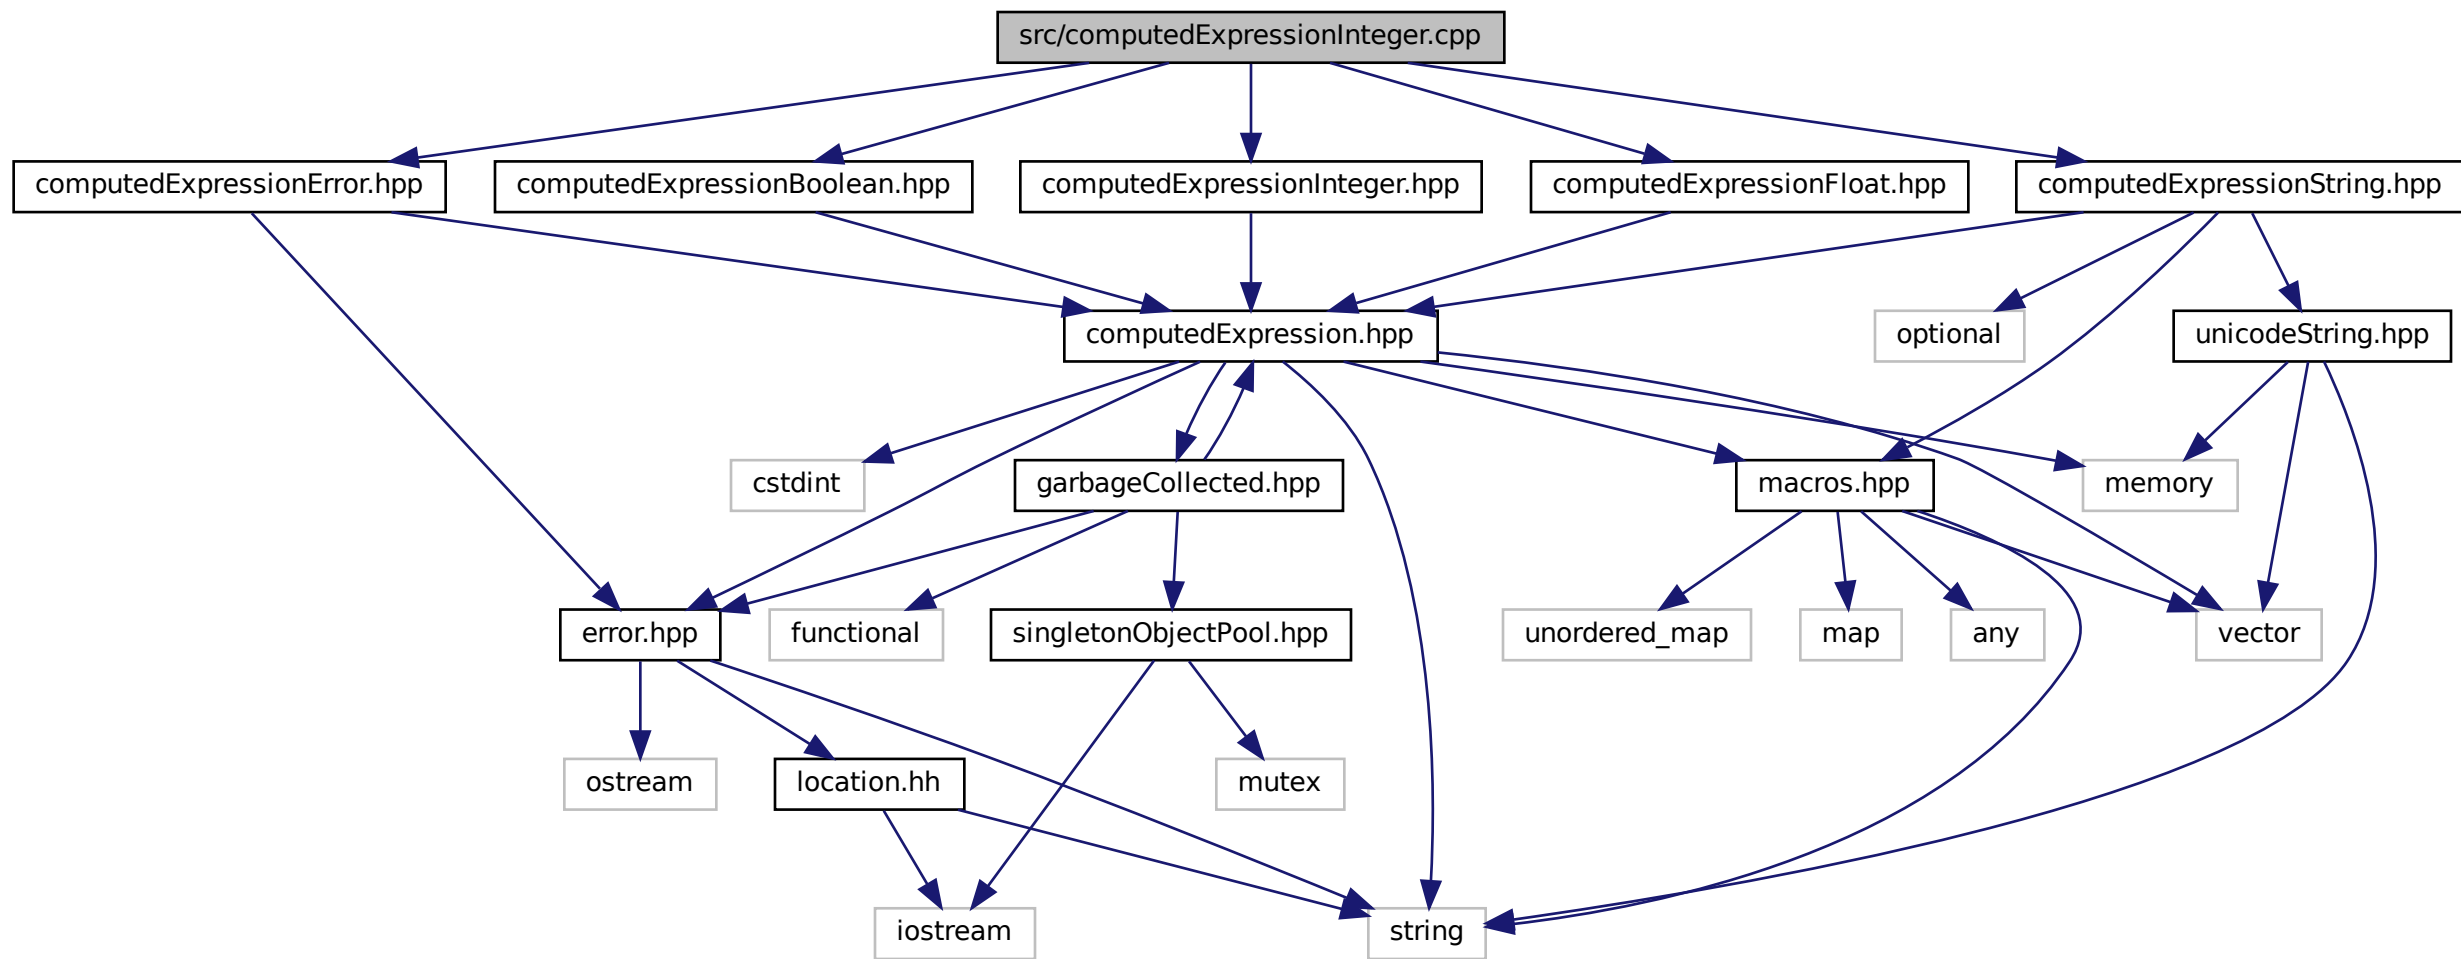 src/computedExpressionInteger.cpp
computedExpressionError.hpp
computedExpressionBoolean.hpp
computedExpressionInteger.hpp
computedExpressionFloat.hpp
computedExpressionString.hpp
computedExpression.hpp
optional
unicodeString.hpp
cstdint
garbageCollected.hpp
macros.hpp
memory
error.hpp
functional
singletonObjectPool.hpp
unordered_map
map
any
vector
ostream
location.hh
mutex
iostream
string